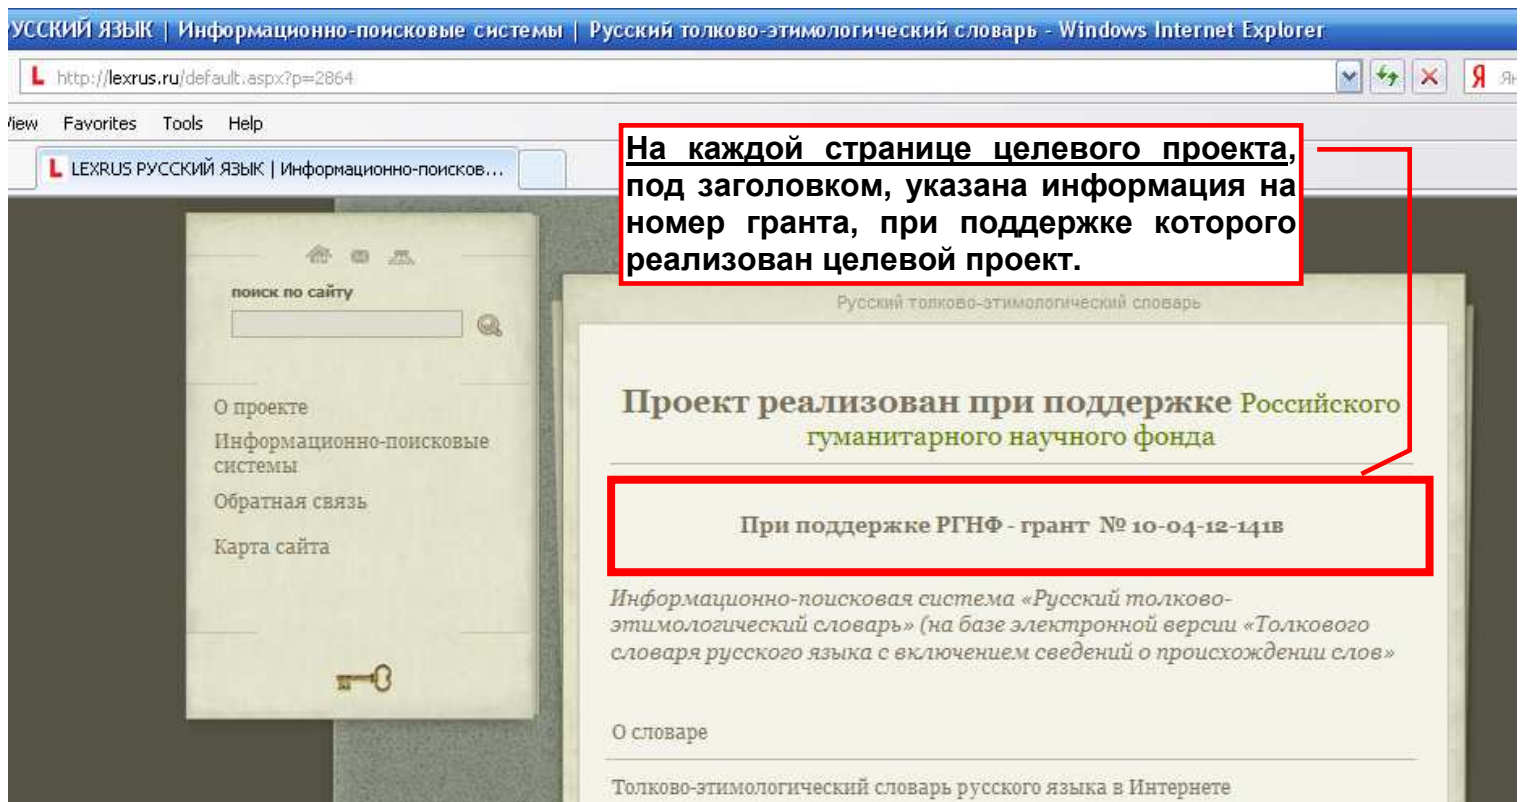 РУССКИЙ ЯЗЫК | Информационно-поисковые системы | Русский толково-этимологический словарь - Windows Internet Explorer
L http://lexrus.ru/default.aspx?p=2864
Я Ян
View Favorites Tools Help
L LEXRUS РУССКИЙ ЯЗЫК | Информационно-поисков...
На каждой странице целевого проекта,
под заголовком, указана информация на
номер гранта, при поддержке которого
реализован целевой проект.
поиск по сайту
О проекте
Информационно-поисковые
системы
Обратная связь
Карта сайта
Русский толково-этимологический словарь
Проект реализован при поддержке Российского
гуманитарного научного фонда
При поддержке РГНФ - грант № 10-04-12-141в
Информационно-поисковая система «Русский толково-
этимологический словарь» (на базе электронной версии «Толкового
словаря русского языка с включением сведений о происхождении слов»
О словаре
Толково-этимологический словарь русского языка в Интернете